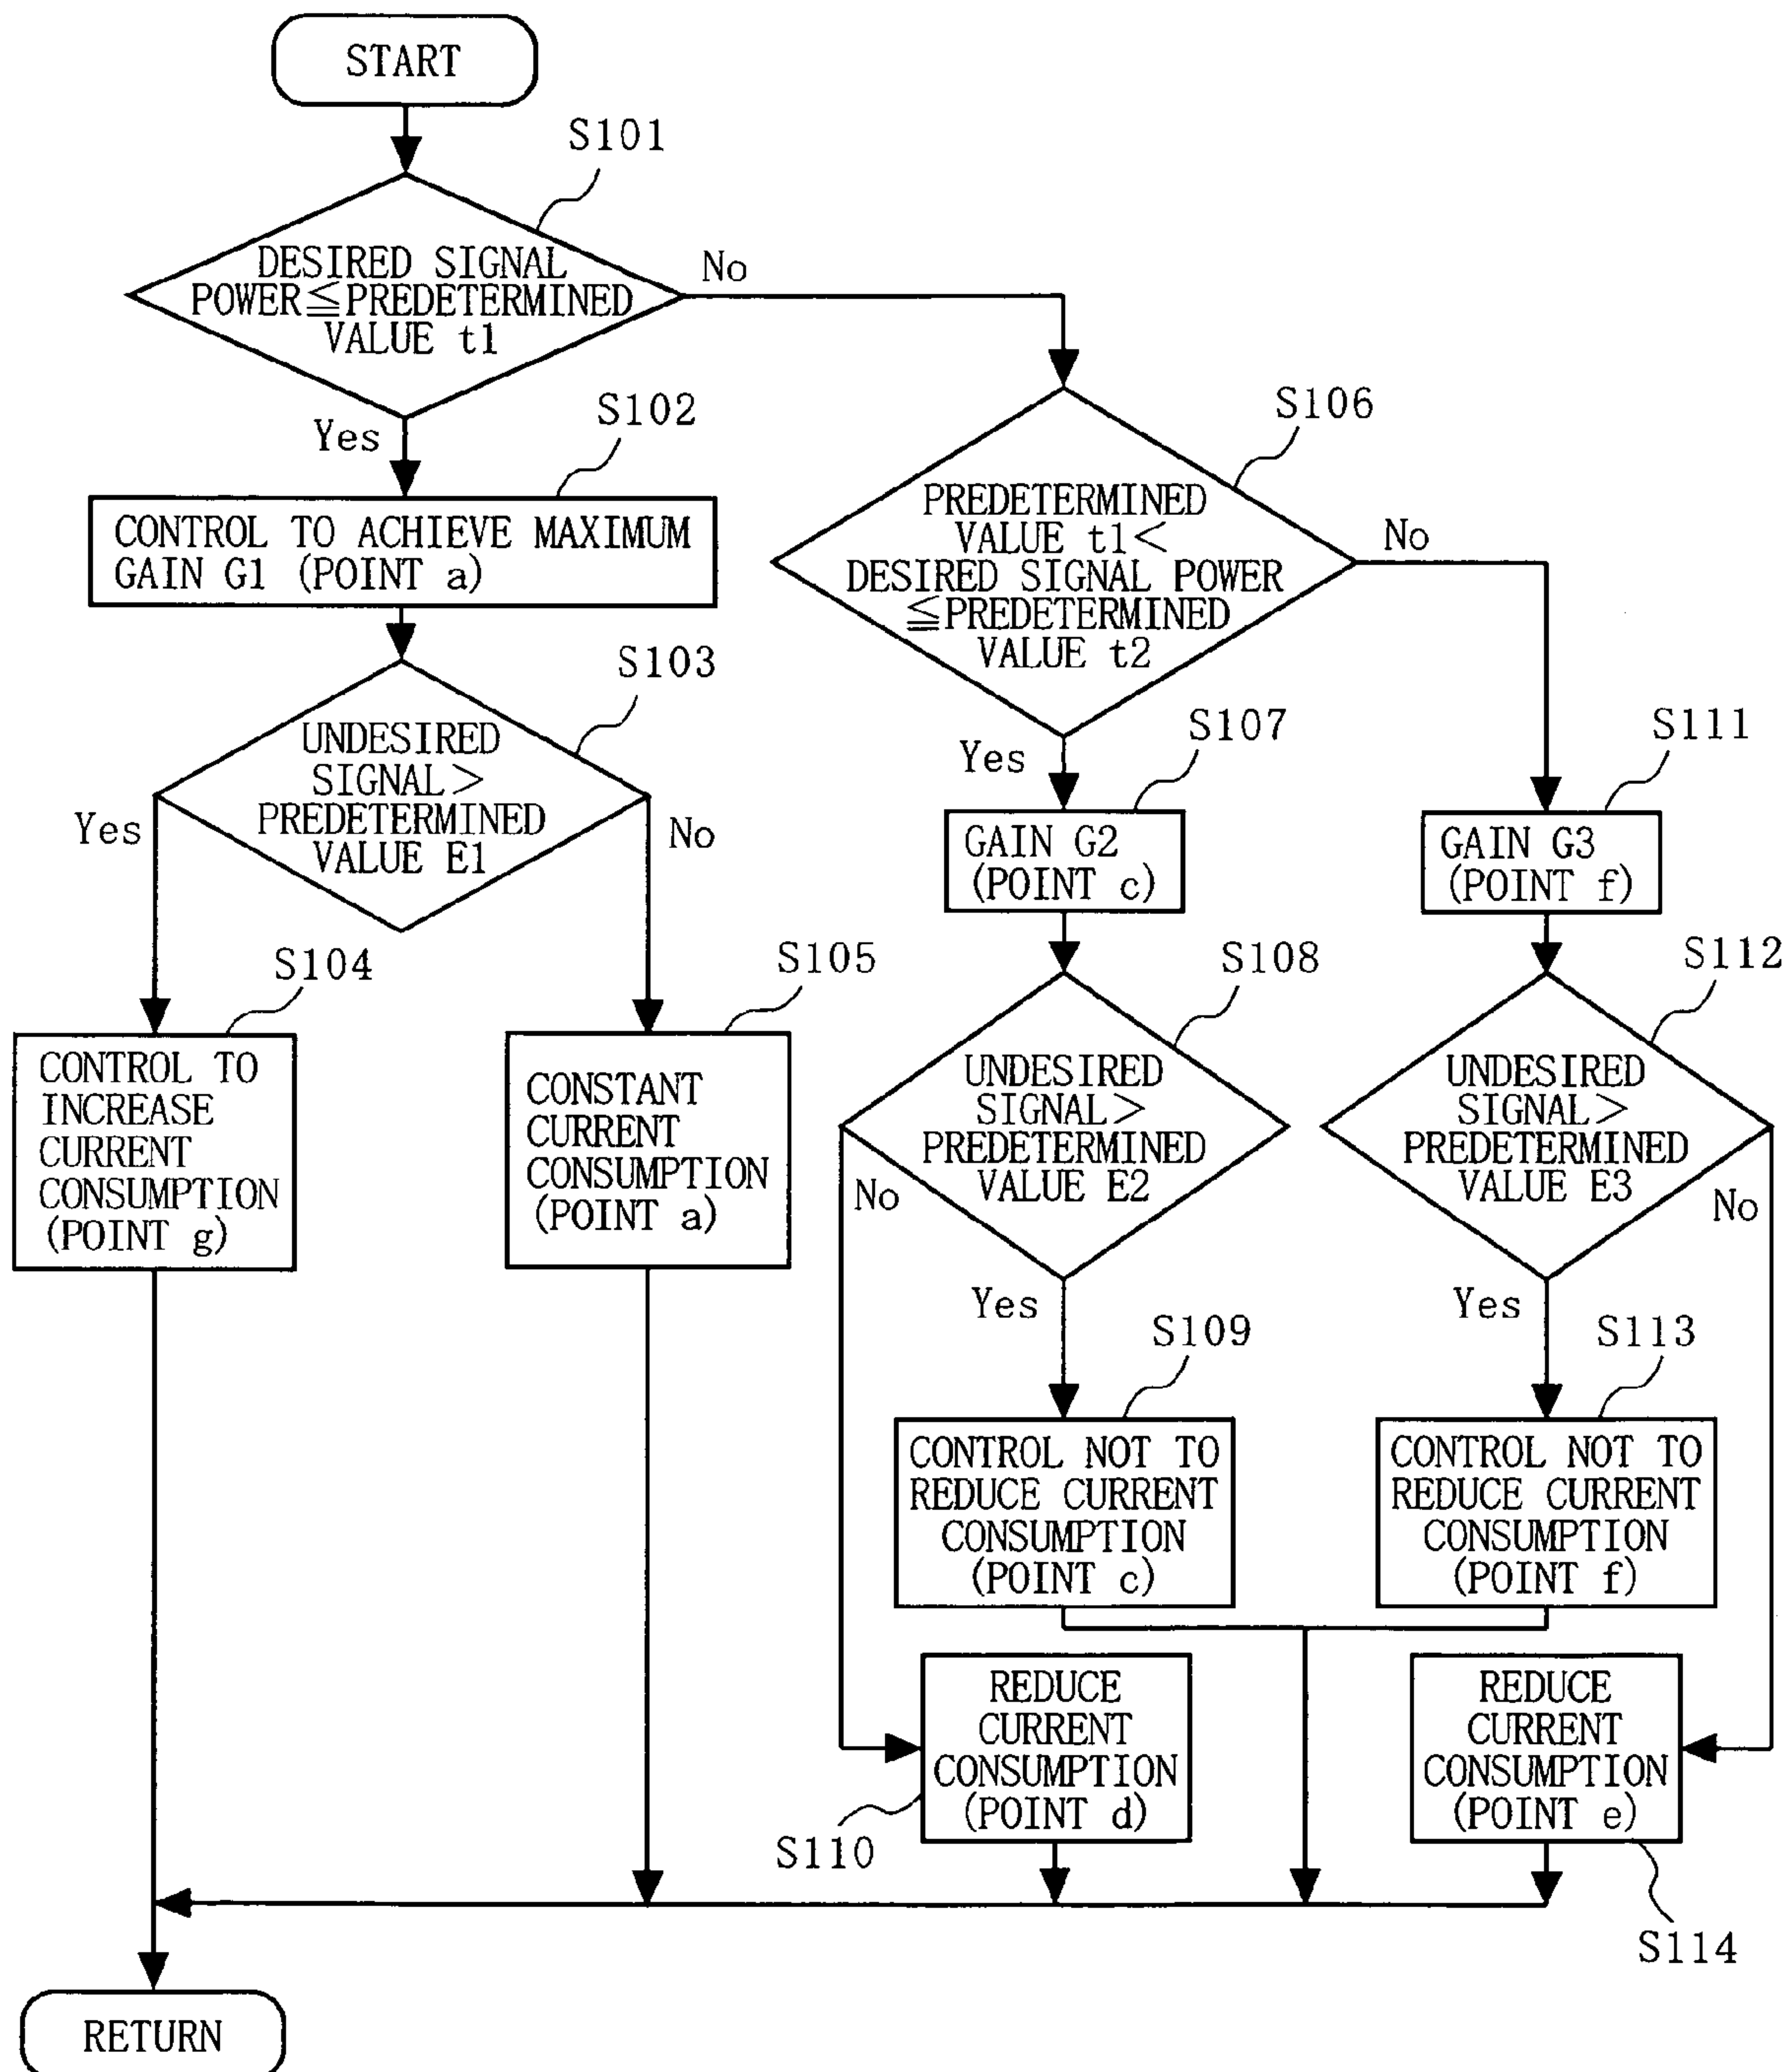 START
S101
DESIRED SIGNAL
POWER≦PREDETERMINED
VALUE t1
No
Yes
S102
CONTROL TO ACHIEVE MAXIMUM
GAIN G1 (POINT a)
S103
UNDESIRED
SIGNAL>
PREDETERMINED
VALUE E1
Yes
No
S104
CONTROL TO
INCREASE
CURRENT
CONSUMPTION
(POINT g)
S105
CONSTANT
CURRENT
CONSUMPTION
(POINT a)
S106
PREDETERMINED
VALUE t1<
DESIRED SIGNAL POWER
≦PREDETERMINED
VALUE t2
No
Yes
S107
GAIN G2
(POINT c)
S108
UNDESIRED
SIGNAL>
PREDETERMINED
VALUE E2
No
Yes
S109
CONTROL NOT TO
REDUCE CURRENT
CONSUMPTION
(POINT c)
REDUCE
CURRENT
CONSUMPTION
(POINT d)
S110
S111
GAIN G3
(POINT f)
S112
UNDESIRED
SIGNAL>
PREDETERMINED
VALUE E3
No
Yes
S113
CONTROL NOT TO
REDUCE CURRENT
CONSUMPTION
(POINT f)
REDUCE
CURRENT
CONSUMPTION
(POINT e)
S114
RETURN